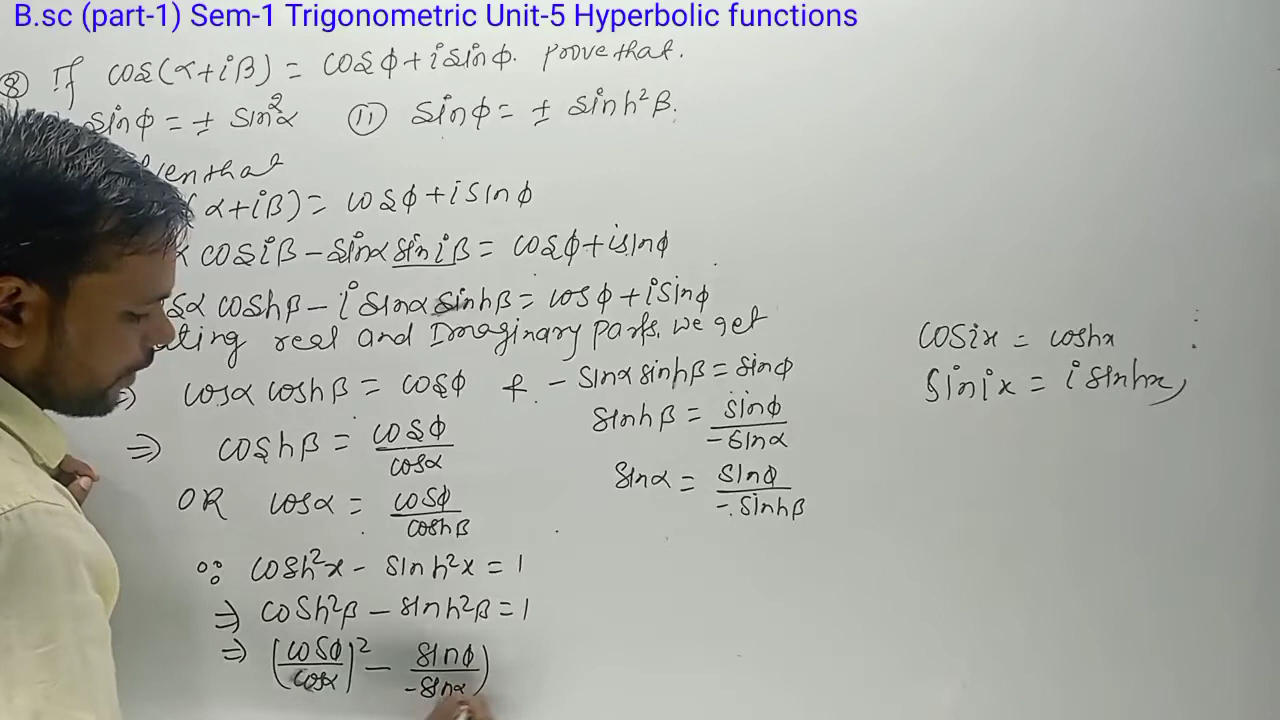 B.sc (part-1) Sem-1 Trigonometric Unit-5 Hyperbolic functions
⑧ If cos(α+iβ) = cosϕ+isinϕ. prove that.
sinϕ = ± sin²α (11) sinϕ = ± sinh²β.
that
α+iβ) = cosϕ+isinϕ
cosiβ - sinα siniβ = cosϕ+isinϕ
coshβ - i sinα sinhβ = cosϕ+isinϕ
real and Imaginary parts, we get
cosα coshβ = cosϕ & - sinα sinhβ = sinϕ
⇒ coshβ = cosϕ/cosα
sinhβ = sinϕ/-sinα
OR cosα = cosϕ/coshβ
sinα = sinϕ/-sinhβ
∵ cosh²x - sinh²x = 1
⇒ cosh²β - sinh²β = 1
⇒ (cosϕ/cosα)² - sinϕ/-sinα)
cosix = coshx
sinix = i sinhx,